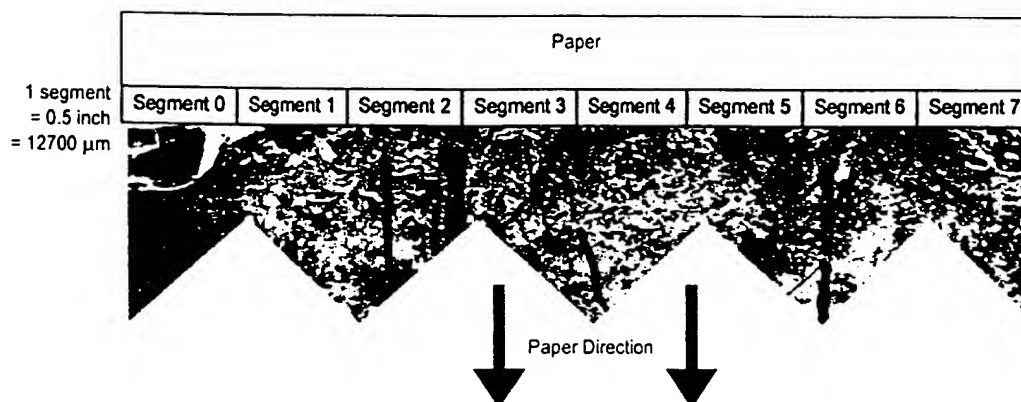 Paper
1 segment
= 0.5 inch
= 12700 µm
Segment 0 Segment 1 Segment 2 Segment 3 Segment 4 Segment 5 Segment 6 Segment 7
Paper Direction